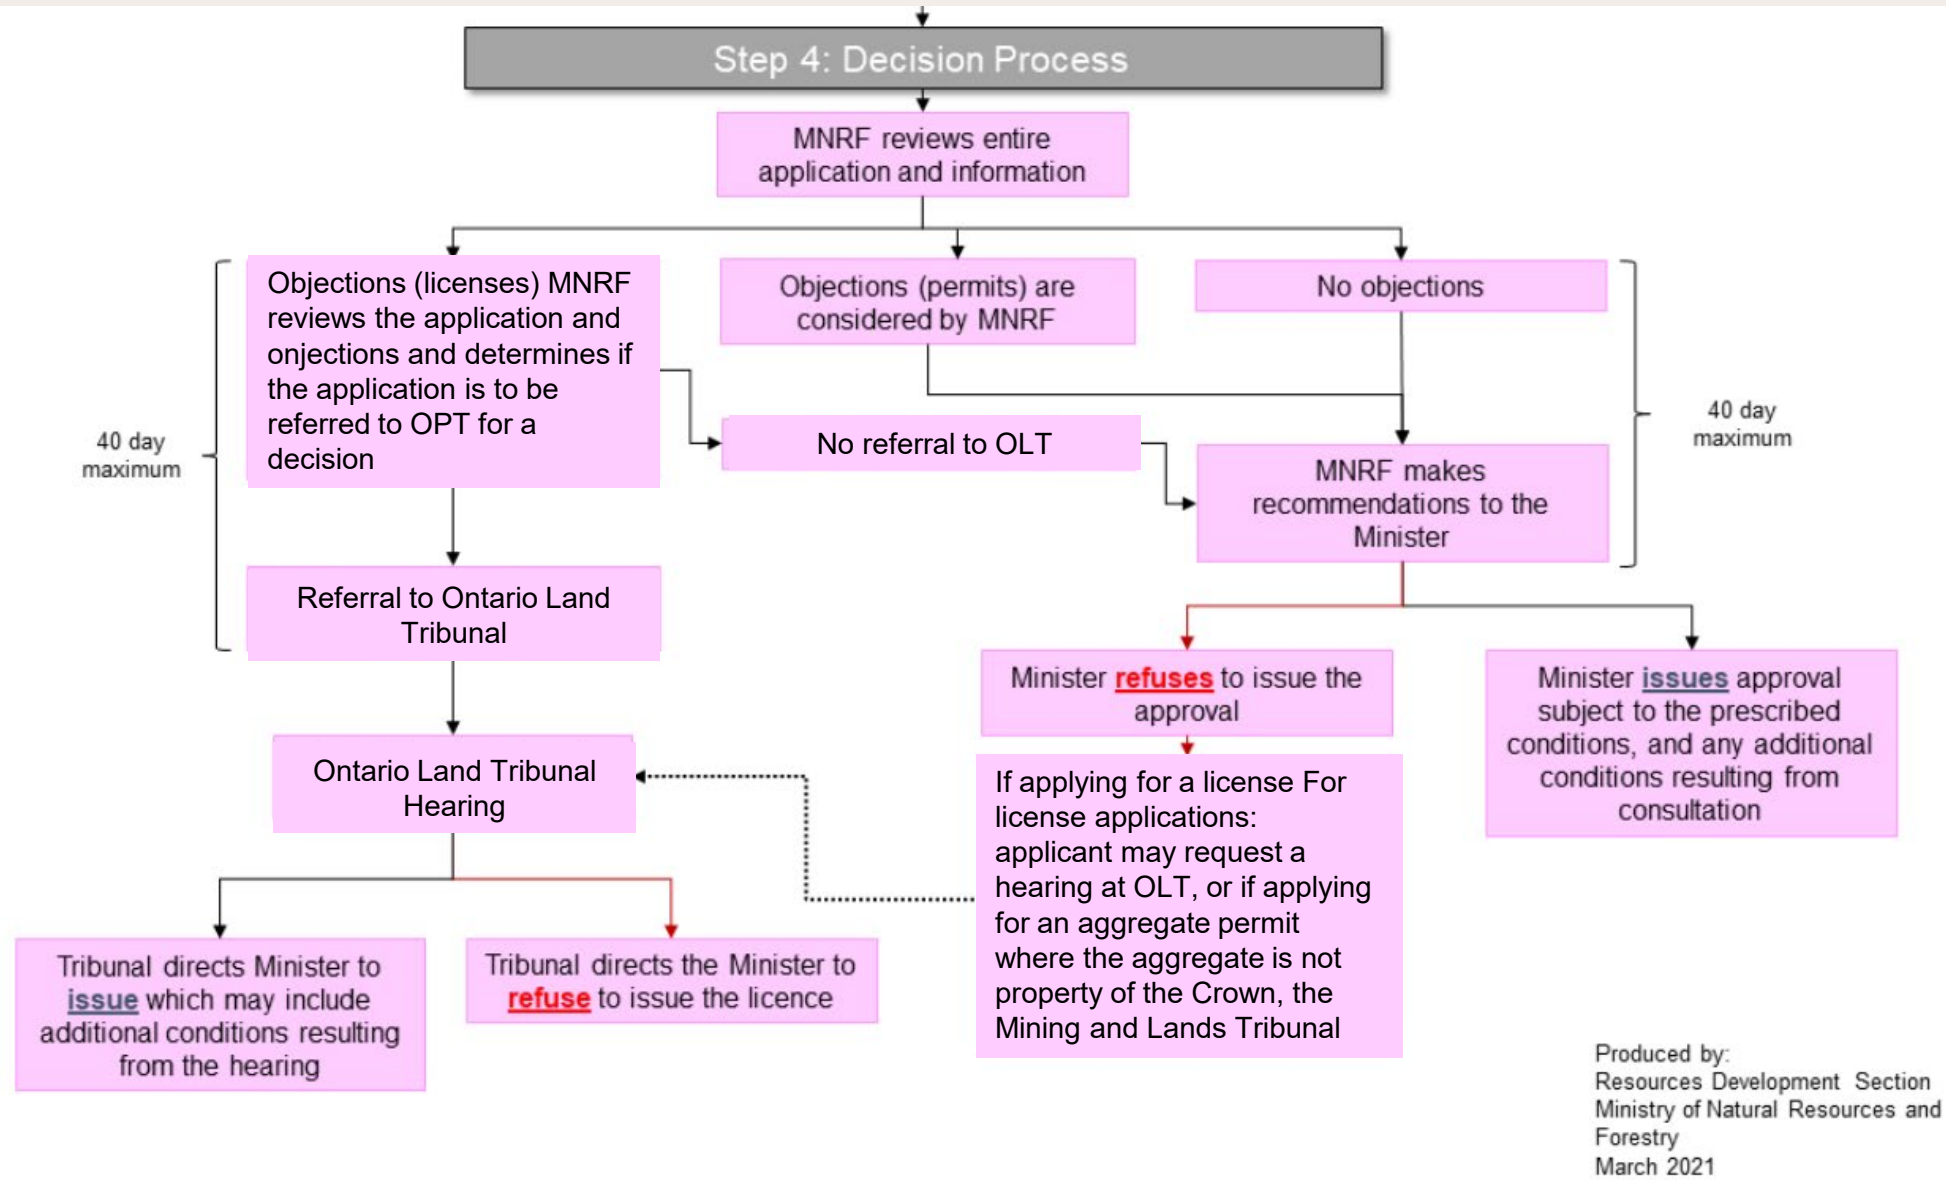 Step 4: Decision Process
MNRF reviews entire
application and information
Objections (licenses) MNRF
reviews the application and
onjections and determines if
the application is to be
referred to OPT for a
decision
Objections (permits) are
considered by MNRF
No objections
40 day
maximum
No referral to OLT
40 day
maximum
MNRF makes
recommendations to the
Minister
Referral to Ontario Land
Tribunal
Minister refuses to issue the
approval
Minister issues approval
subject to the prescribed
conditions, and any additional
conditions resulting from
consultation
Ontario Land Tribunal
Hearing
If applying for a license For
license applications:
applicant may request a
hearing at OLT, or if applying
for an aggregate permit
where the aggregate is not
property of the Crown, the
Mining and Lands Tribunal
Tribunal directs Minister to
issue which may include
additional conditions resulting
from the hearing
Tribunal directs the Minister to
refuse to issue the licence
Produced by:
Resources Development Section
Ministry of Natural Resources and
Forestry
March 2021